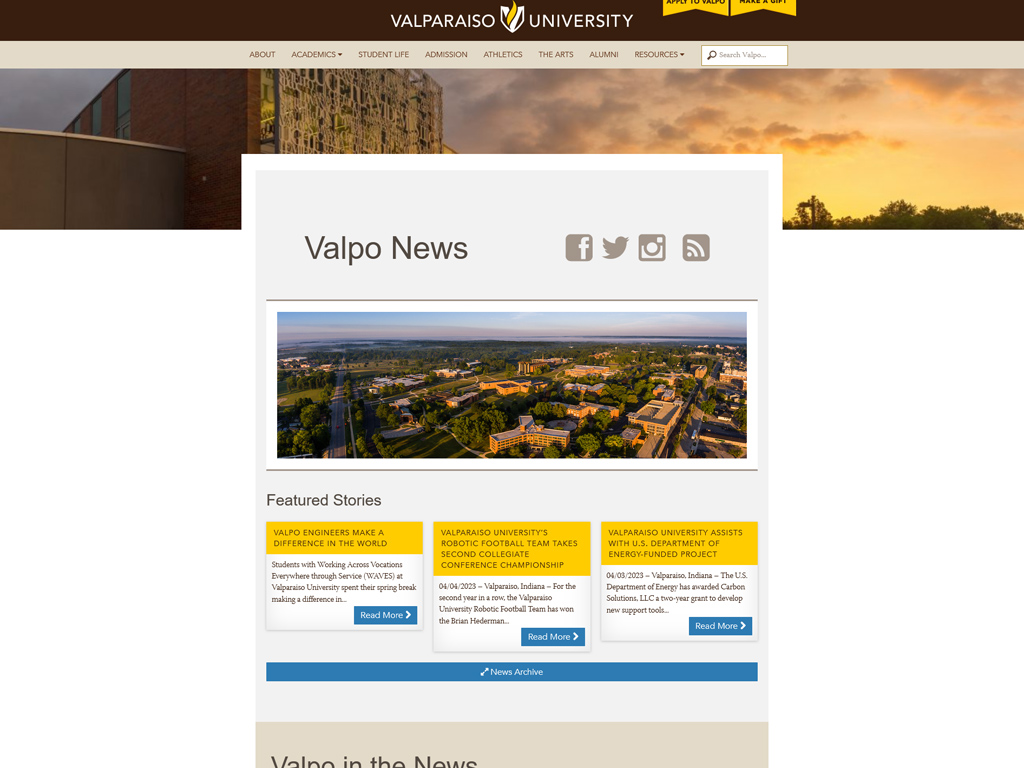 APPLY TO VALPO
MAKE A GIFT
VALPARAISO UNIVERSITY
ABOUT
ACADEMICS
STUDENT LIFE
ADMISSION
ATHLETICS
THE ARTS
ALUMNI
RESOURCES
Search Valpo...
Valpo News
Featured Stories
VALPO ENGINEERS MAKE A
DIFFERENCE IN THE WORLD
Students with Working Across Vocations
Everywhere through Service (WAVES) at
Valparaiso University spent their spring break
making a difference in...
Read More
VALPARAISO UNIVERSITY'S
ROBOTIC FOOTBALL TEAM TAKES
SECOND COLLEGIATE
CONFERENCE CHAMPIONSHIP
04/04/2023 – Valparaiso, Indiana – For the
second year in a row, the Valparaiso
University Robotic Football Team has won
the Brian Hederman...
Read More
VALPARAISO UNIVERSITY ASSISTS
WITH U.S. DEPARTMENT OF
ENERGY-FUNDED PROJECT
04/03/2023 – Valparaiso, Indiana – The U.S.
Department of Energy has awarded Carbon
Solutions, LLC a two-year grant to develop
new support tools...
Read More
News Archive
Valpo in the News